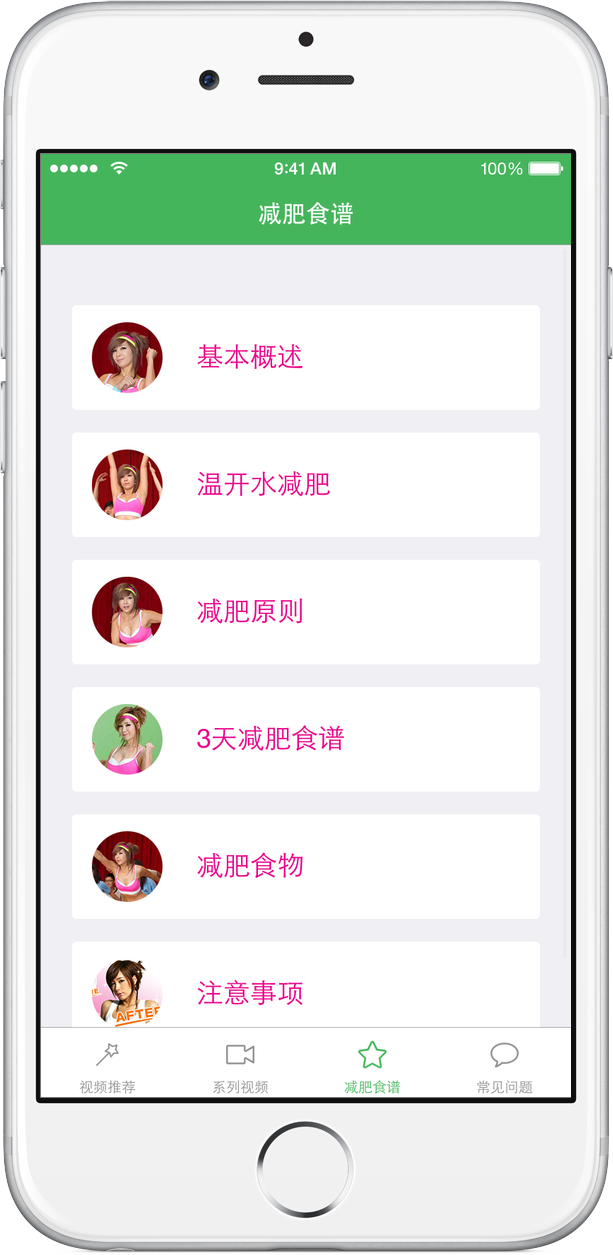 9:41 AM
100%
减肥食谱
基本概述
温开水减肥
减肥原则
3天减肥食谱
减肥食物
注意事项
AFTER
视频推荐
系列视频
减肥食谱
常见问题